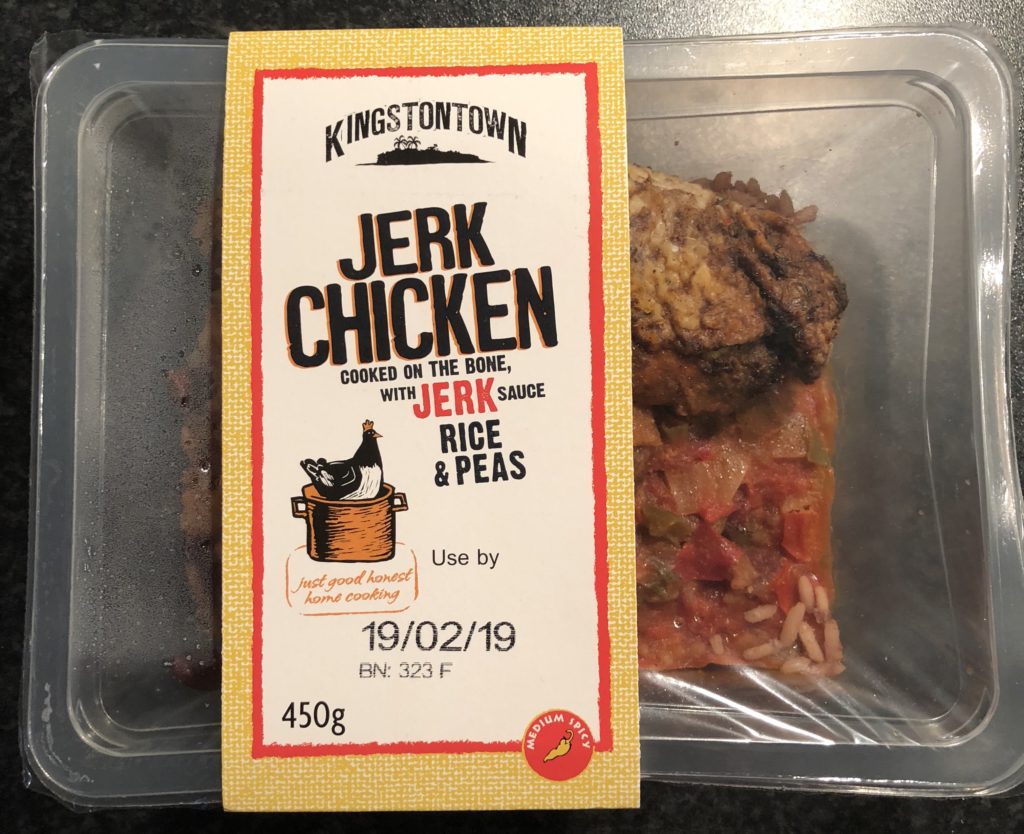 KINGSTONTOWN
JERK
CHICKEN
COOKED ON THE BONE,
WITH JERK SAUCE
RICE
& PEAS
Use by
just good honest
home cooking
19/02/19
BN: 323 F
450g
MEDIUM SPICY